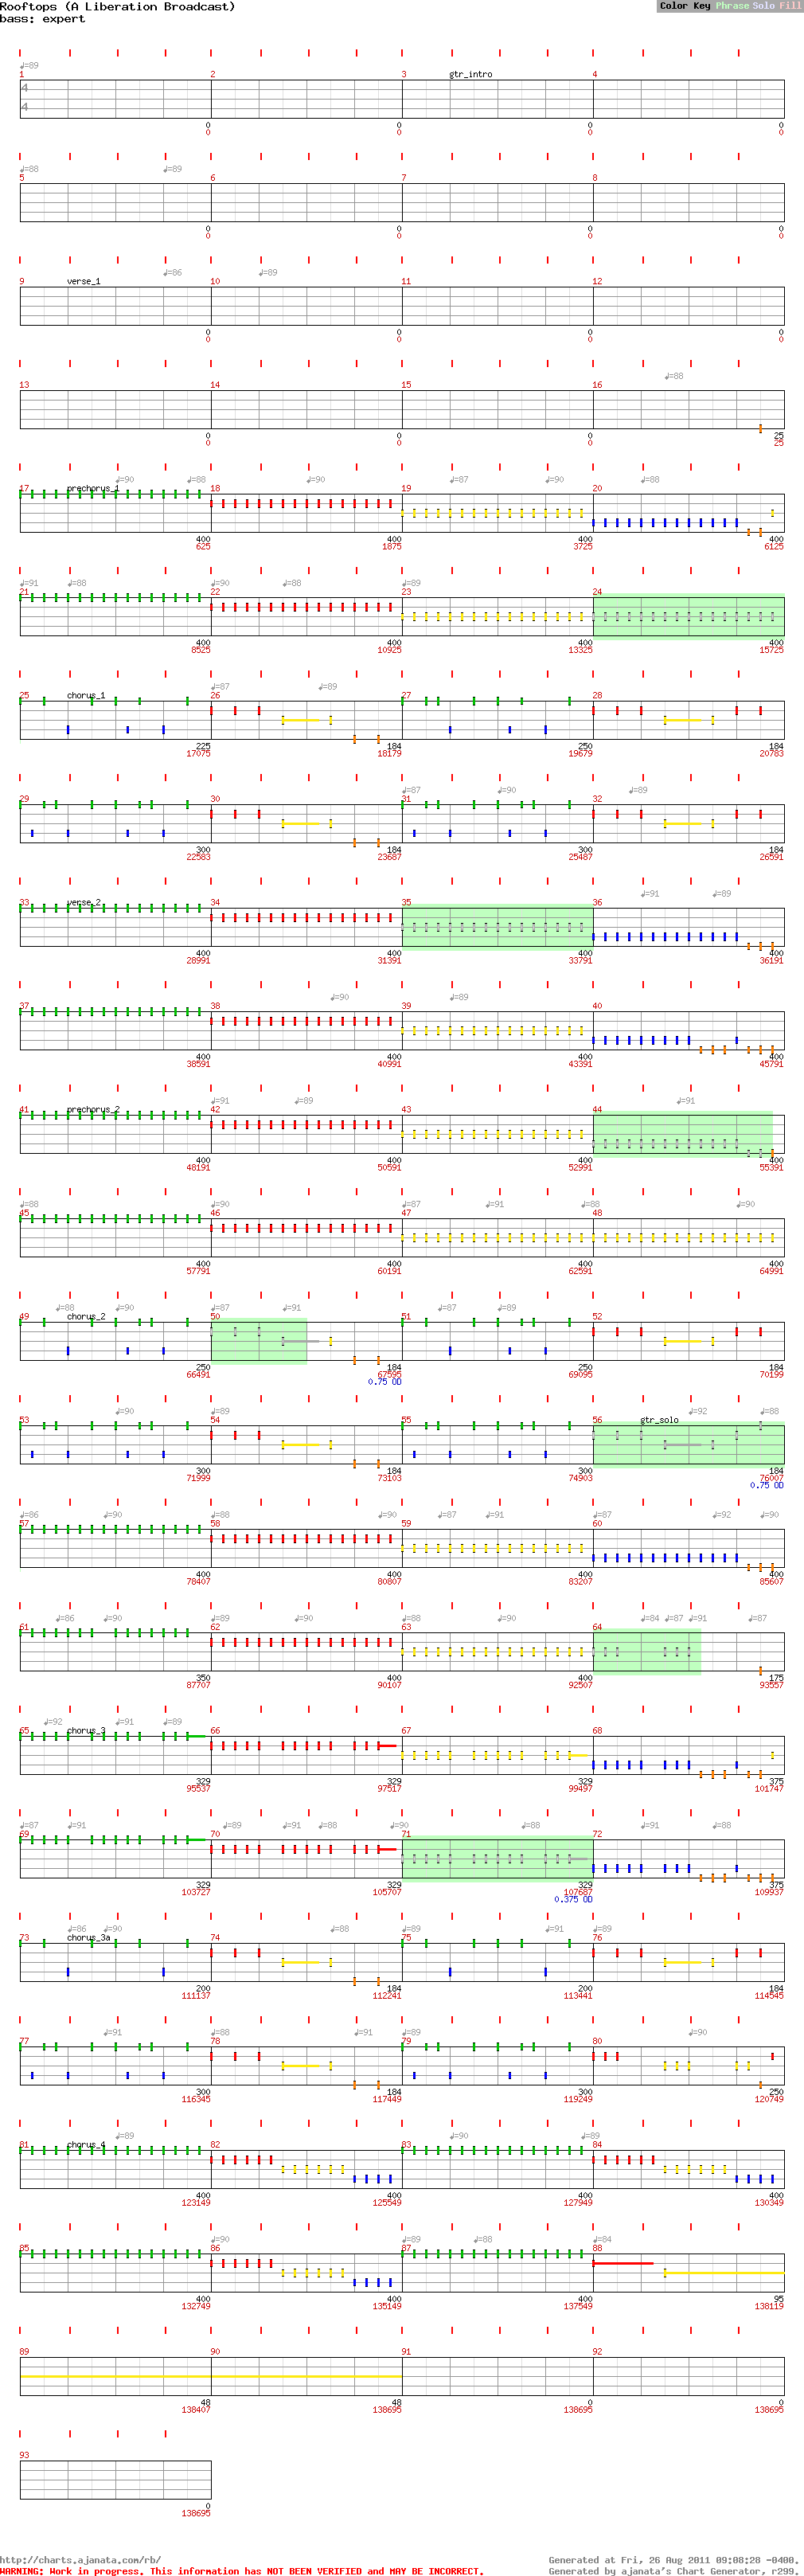 Rooftops (A Liberation Broadcast)
bass: expert
Color Key Phrase Solo Fill
♩=89
1 2 3 gtr_intro 4
4
4
0 0 0 0
0 0 0 0
♩=88 ♩=89
5 6 7 8
0 0 0 0
0 0 0 0
♩=86 ♩=89
9 verse_1 10 11 12
0 0 0 0
0 0 0 0
♩=88
13 14 15 16
0 0 0 25
0 0 0 25
♩=90 ♩=88 ♩=90 ♩=87 ♩=90 ♩=88
17 prechorus_1 18 19 20
400 400 400 400
625 1875 3725 6125
♩=91 ♩=88 ♩=90 ♩=88 ♩=89
21 22 23 24
400 400 400 400
8525 10925 13325 15725
♩=87 ♩=89
25 chorus_1 26 27 28
225 184 250 184
17075 18179 19679 20783
♩=87 ♩=90 ♩=89
29 30 31 32
300 184 300 184
22583 23687 25487 26591
♩=91 ♩=89
33 verse_2 34 35 36
400 400 400 400
28991 31391 33791 36191
♩=90 ♩=89
37 38 39 40
400 400 400 400
38591 40991 43391 45791
♩=91 ♩=89 ♩=91
41 prechorus_2 42 43 44
400 400 400 400
48191 50591 52991 55391
♩=88 ♩=90 ♩=87 ♩=91 ♩=88 ♩=90
45 46 47 48
400 400 400 400
57791 60191 62591 64991
♩=88 ♩=90 ♩=87 ♩=91 ♩=87 ♩=89
49 chorus_2 50 51 52
250 184 250 184
66491 67595 69095 70199
0.75 OD
♩=90 ♩=89 ♩=92 ♩=88
53 54 55 56 gtr_solo
300 184 300 184
71999 73103 74903 76007
0.75 OD
♩=86 ♩=90 ♩=88 ♩=90 ♩=87 ♩=91 ♩=87 ♩=92 ♩=90
57 58 59 60
400 400 400 400
78407 80807 83207 85607
♩=86 ♩=90 ♩=89 ♩=90 ♩=88 ♩=90 ♩=84 ♩=87 ♩=91 ♩=87
61 62 63 64
350 400 400 175
87707 90107 92507 93557
♩=92 ♩=91 ♩=89
65 chorus_3 66 67 68
329 329 329 375
95537 97517 99497 101747
♩=87 ♩=91 ♩=89 ♩=91 ♩=88 ♩=90 ♩=88 ♩=91 ♩=88
69 70 71 72
329 329 329 375
103727 105707 107687 109937
0.375 OD
♩=86 ♩=90 ♩=88 ♩=89 ♩=91 ♩=89
73 chorus_3a 74 75 76
200 184 200 184
111137 112241 113441 114545
♩=91 ♩=88 ♩=91 ♩=89 ♩=90
77 78 79 80
300 184 300 250
116345 117449 119249 120749
♩=89 ♩=90 ♩=89
81 chorus_4 82 83 84
400 400 400 400
123149 125549 127949 130349
♩=90 ♩=89 ♩=88 ♩=84
85 86 87 88
400 400 400 95
132749 135149 137549 138119
89 90 91 92
48 48 0 0
138407 138695 138695 138695
93
0
138695
http://charts.ajanata.com/rb/
Generated at Fri, 26 Aug 2011 09:08:28 -0400.
WARNING: Work in progress. This information has NOT BEEN VERIFIED and MAY BE INCORRECT.
Generated by ajanata's Chart Generator, r299.